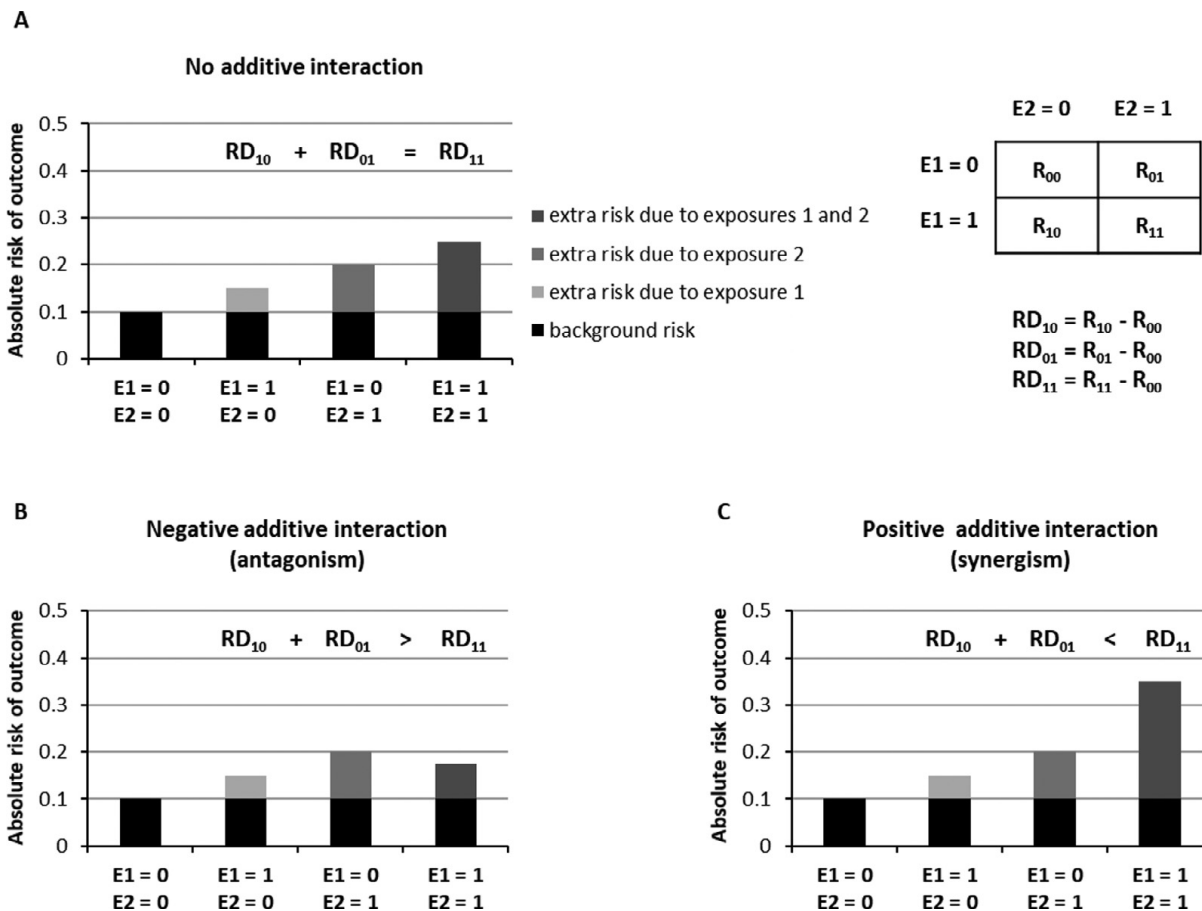 A
No additive interaction
Absolute risk of outcome
0.5
0.4
0.3
0.2
0.1
0
RD₁₀ + RD₀₁ = RD₁₁
E1 = 0 E1 = 1 E1 = 0 E1 = 1
E2 = 0 E2 = 0 E2 = 1 E2 = 1
extra risk due to exposures 1 and 2
extra risk due to exposure 2
extra risk due to exposure 1
background risk
E2 = 0 E2 = 1
E1 = 0 R₀₀ R₀₁
E1 = 1 R₁₀ R₁₁
RD₁₀ = R₁₀ - R₀₀
RD₀₁ = R₀₁ - R₀₀
RD₁₁ = R₁₁ - R₀₀
B
Negative additive interaction
(antagonism)
Absolute risk of outcome
0.5
0.4
0.3
0.2
0.1
0
RD₁₀ + RD₀₁ > RD₁₁
E1 = 0 E1 = 1 E1 = 0 E1 = 1
E2 = 0 E2 = 0 E2 = 1 E2 = 1
C
Positive additive interaction
(synergism)
Absolute risk of outcome
0.5
0.4
0.3
0.2
0.1
0
RD₁₀ + RD₀₁ < RD₁₁
E1 = 0 E1 = 1 E1 = 0 E1 = 1
E2 = 0 E2 = 0 E2 = 1 E2 = 1